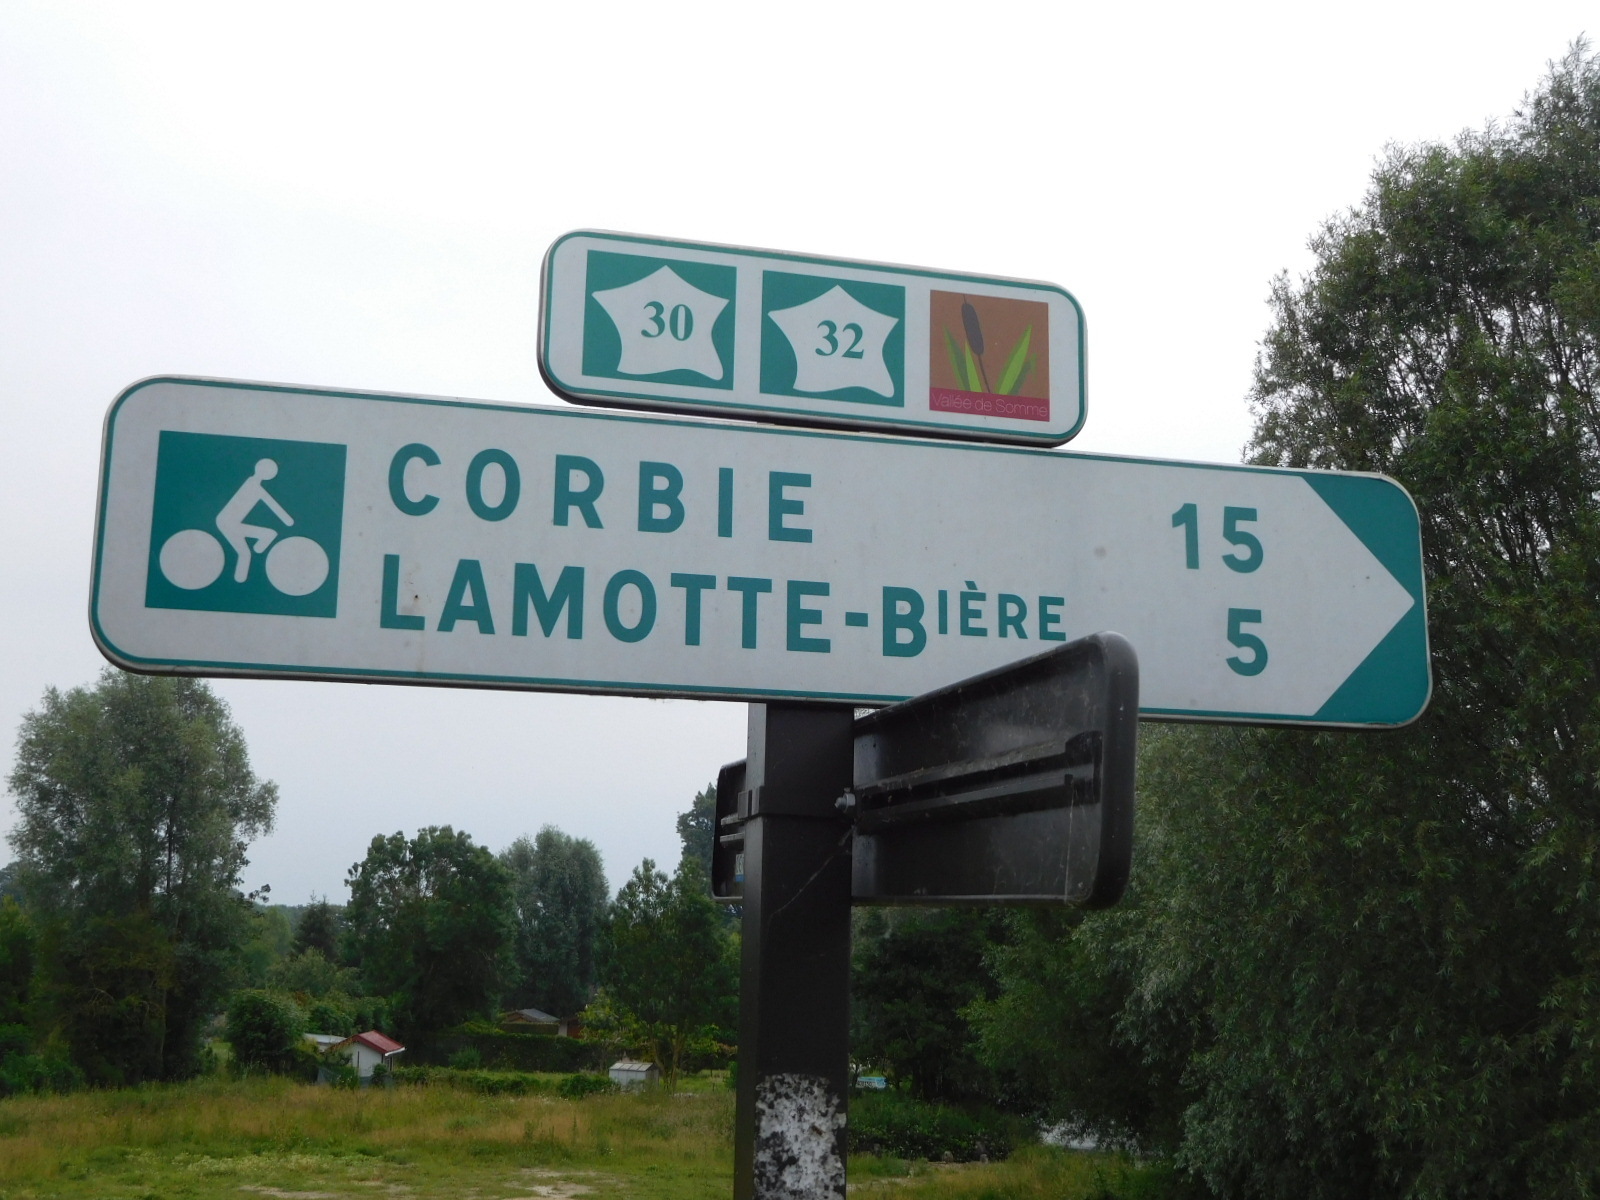 30 32
Vallée de Somme
CORBIE 15
LAMOTTE-BIÈRE 5